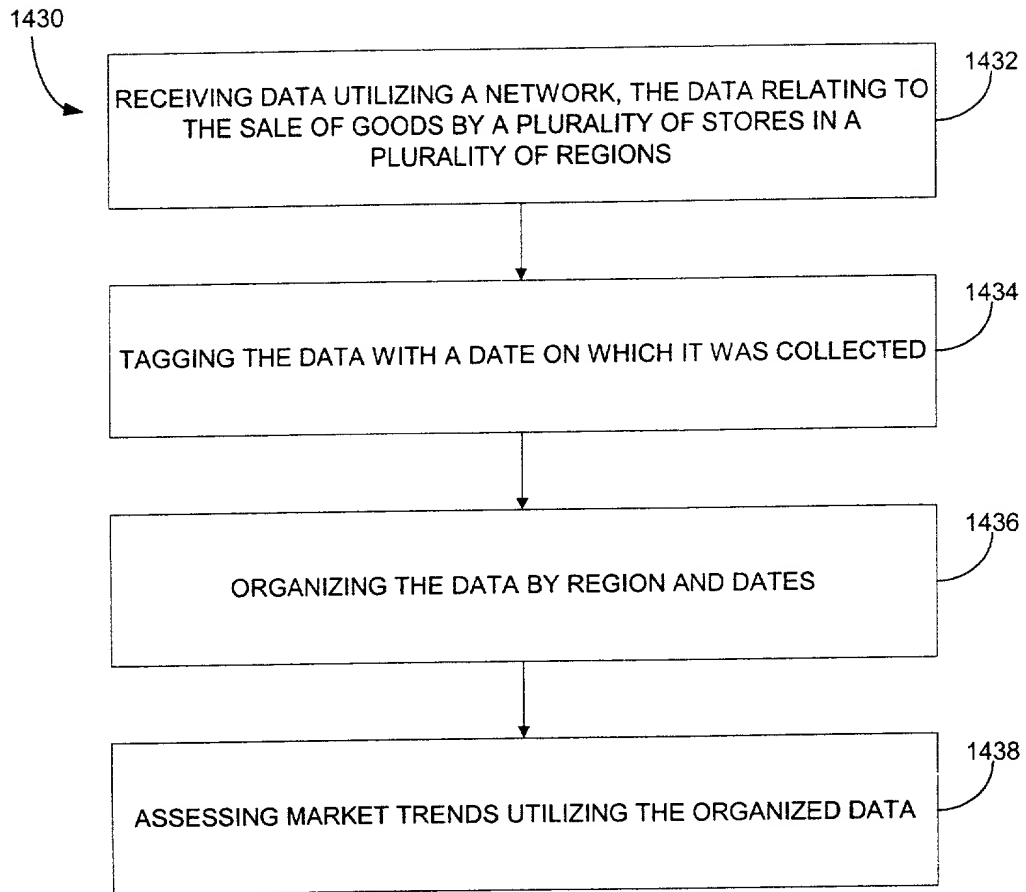 1430
1432
RECEIVING DATA UTILIZING A NETWORK, THE DATA RELATING TO
THE SALE OF GOODS BY A PLURALITY OF STORES IN A
PLURALITY OF REGIONS
1434
TAGGING THE DATA WITH A DATE ON WHICH IT WAS COLLECTED
1436
ORGANIZING THE DATA BY REGION AND DATES
1438
ASSESSING MARKET TRENDS UTILIZING THE ORGANIZED DATA